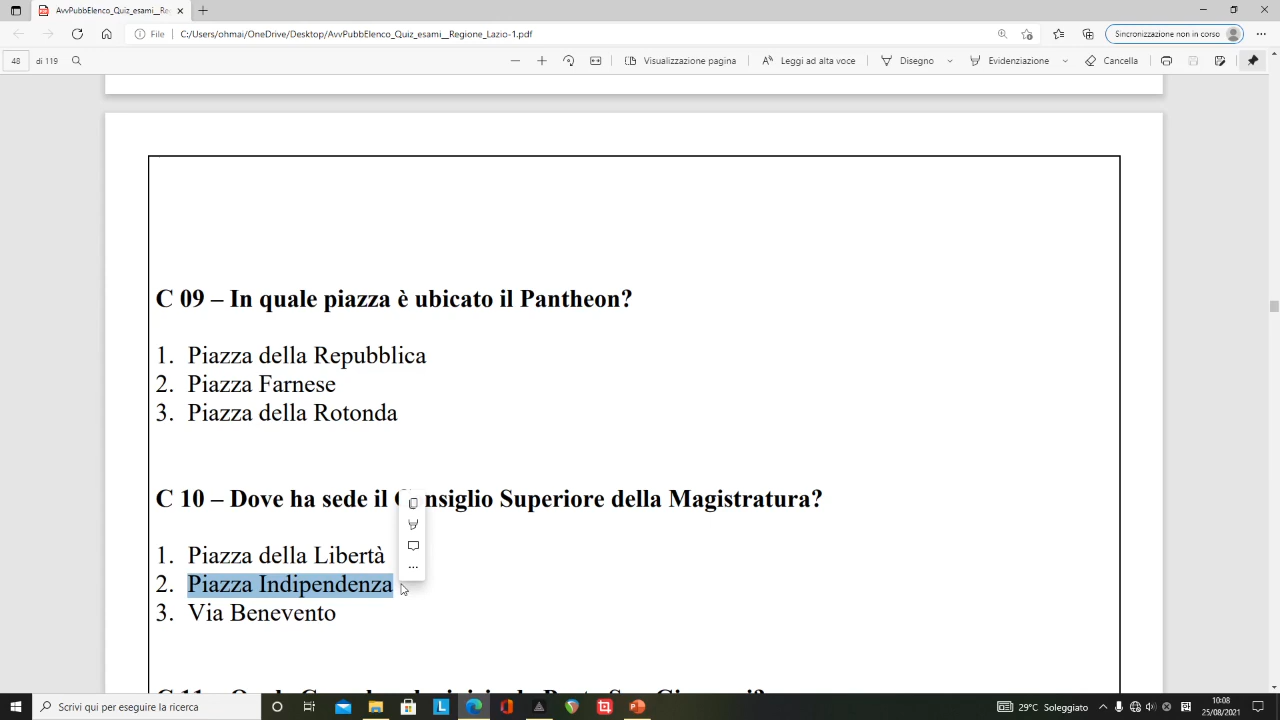 AvvPubbElenco_Quiz_esami__Re
File
C:/Users/ohmai/OneDrive/Desktop/AvvPubbElenco_Quiz_esami__Regione_Lazio-1.pdf
Sincronizzazione non in corso
48 di 119
Visualizzazione pagina
Leggi ad alta voce
Disegno
Evidenziazione
Cancella
C 09 – In quale piazza è ubicato il Pantheon?
1. Piazza della Repubblica
2. Piazza Farnese
3. Piazza della Rotonda
C 10 – Dove ha sede il Consiglio Superiore della Magistratura?
1. Piazza della Libertà
2. Piazza Indipendenza
3. Via Benevento
Scrivi qui per eseguire la ricerca
29°C Soleggiato
10:08
25/08/2021